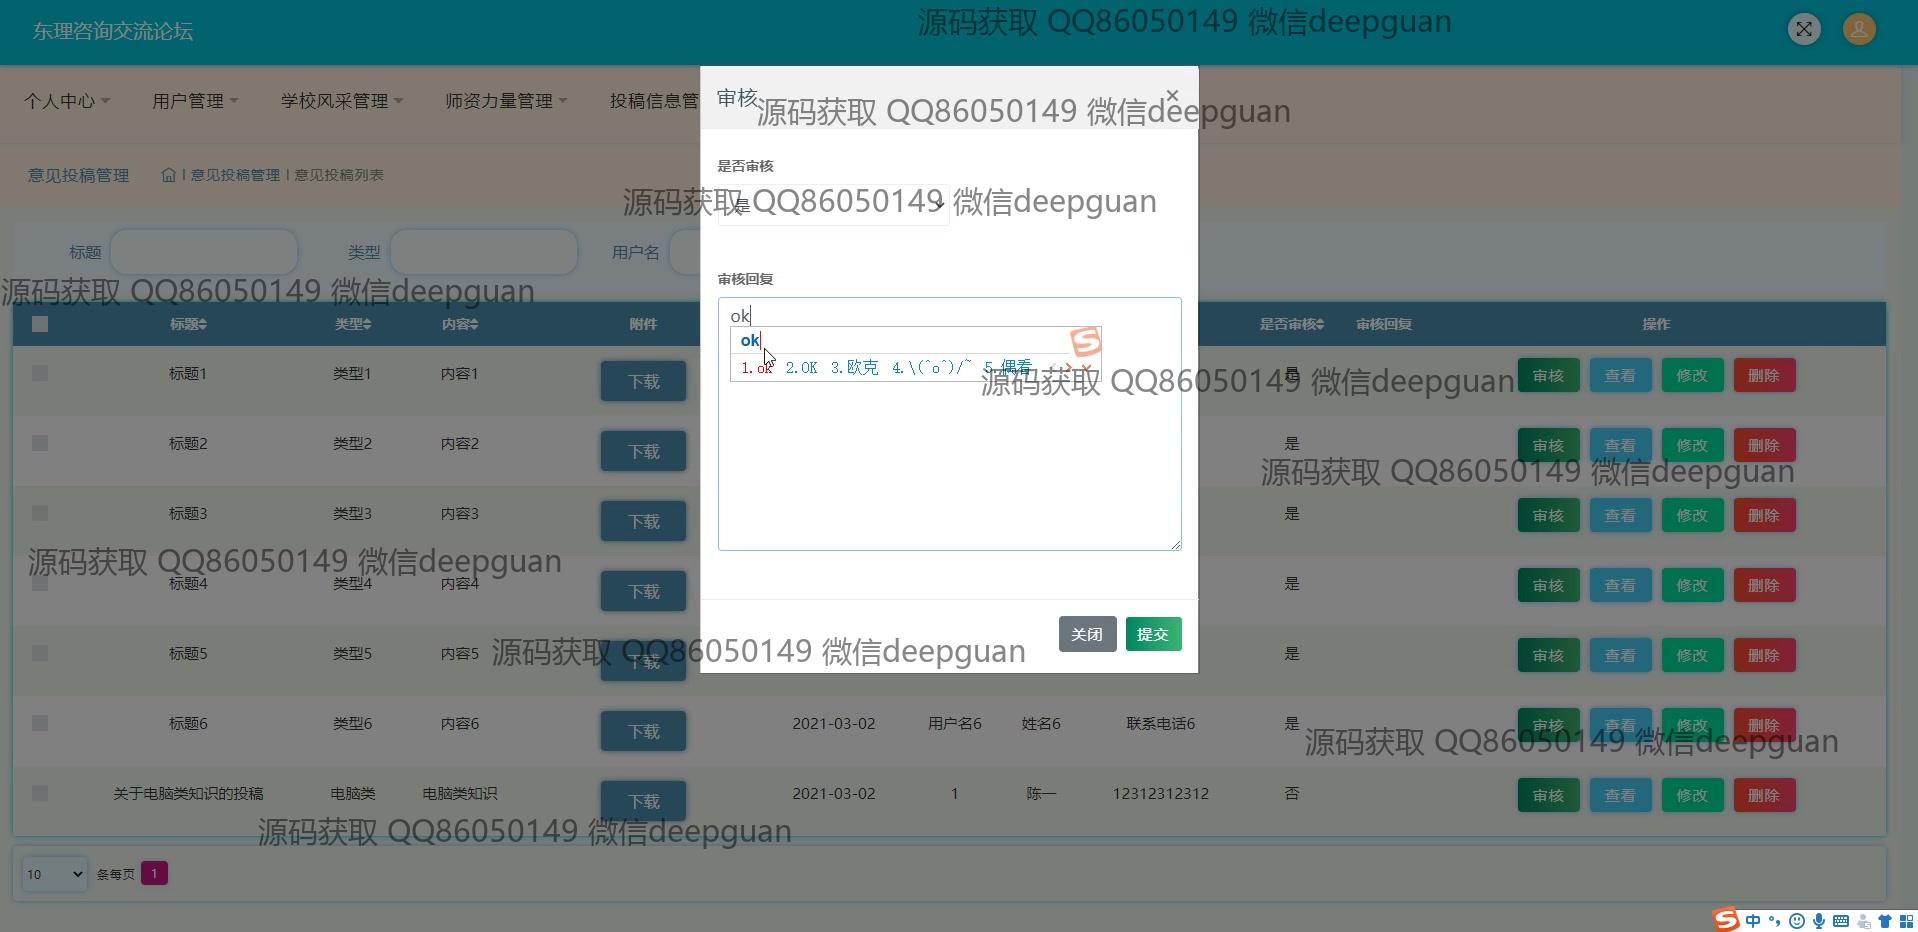 东理咨询交流论坛
源码获取 QQ86050149 微信deepguan
个人中心 用户管理 学校风采管理 师资力量管理 投稿信息管
审核
×
源码获取 QQ86050149 微信deepguan
意见投稿管理 | 意见投稿管理 | 意见投稿列表
是否审核
是
源码获取 QQ86050149 微信deepguan
标题 类型 用户名
审核回复
源码获取 QQ86050149 微信deepguan
ok
ok
1.ok 2.OK 3.欧克 4.\(^o^)/~ 5.偶看
标题 类型 内容 附件 是否审核 审核回复 操作
标题1 类型1 内容1 下载 是 审核 查看 修改 删除
源码获取 QQ86050149 微信deepguan
标题2 类型2 内容2 下载 是 审核 查看 修改 删除
源码获取 QQ86050149 微信deepguan
标题3 类型3 内容3 下载 是 审核 查看 修改 删除
源码获取 QQ86050149 微信deepguan
标题4 类型4 内容4 下载 是 审核 查看 修改 删除
关闭 提交
标题5 类型5 内容5 下载 是 审核 查看 修改 删除
源码获取 QQ86050149 微信deepguan
标题6 类型6 内容6 下载 2021-03-02 用户名6 姓名6 联系电话6 是 审核 查看 修改 删除
源码获取 QQ86050149 微信deepguan
关于电脑类知识的投稿 电脑类 电脑类知识 下载 2021-03-02 1 陈一 12312312312 否 审核 查看 修改 删除
源码获取 QQ86050149 微信deepguan
10 条每页 1
S 中